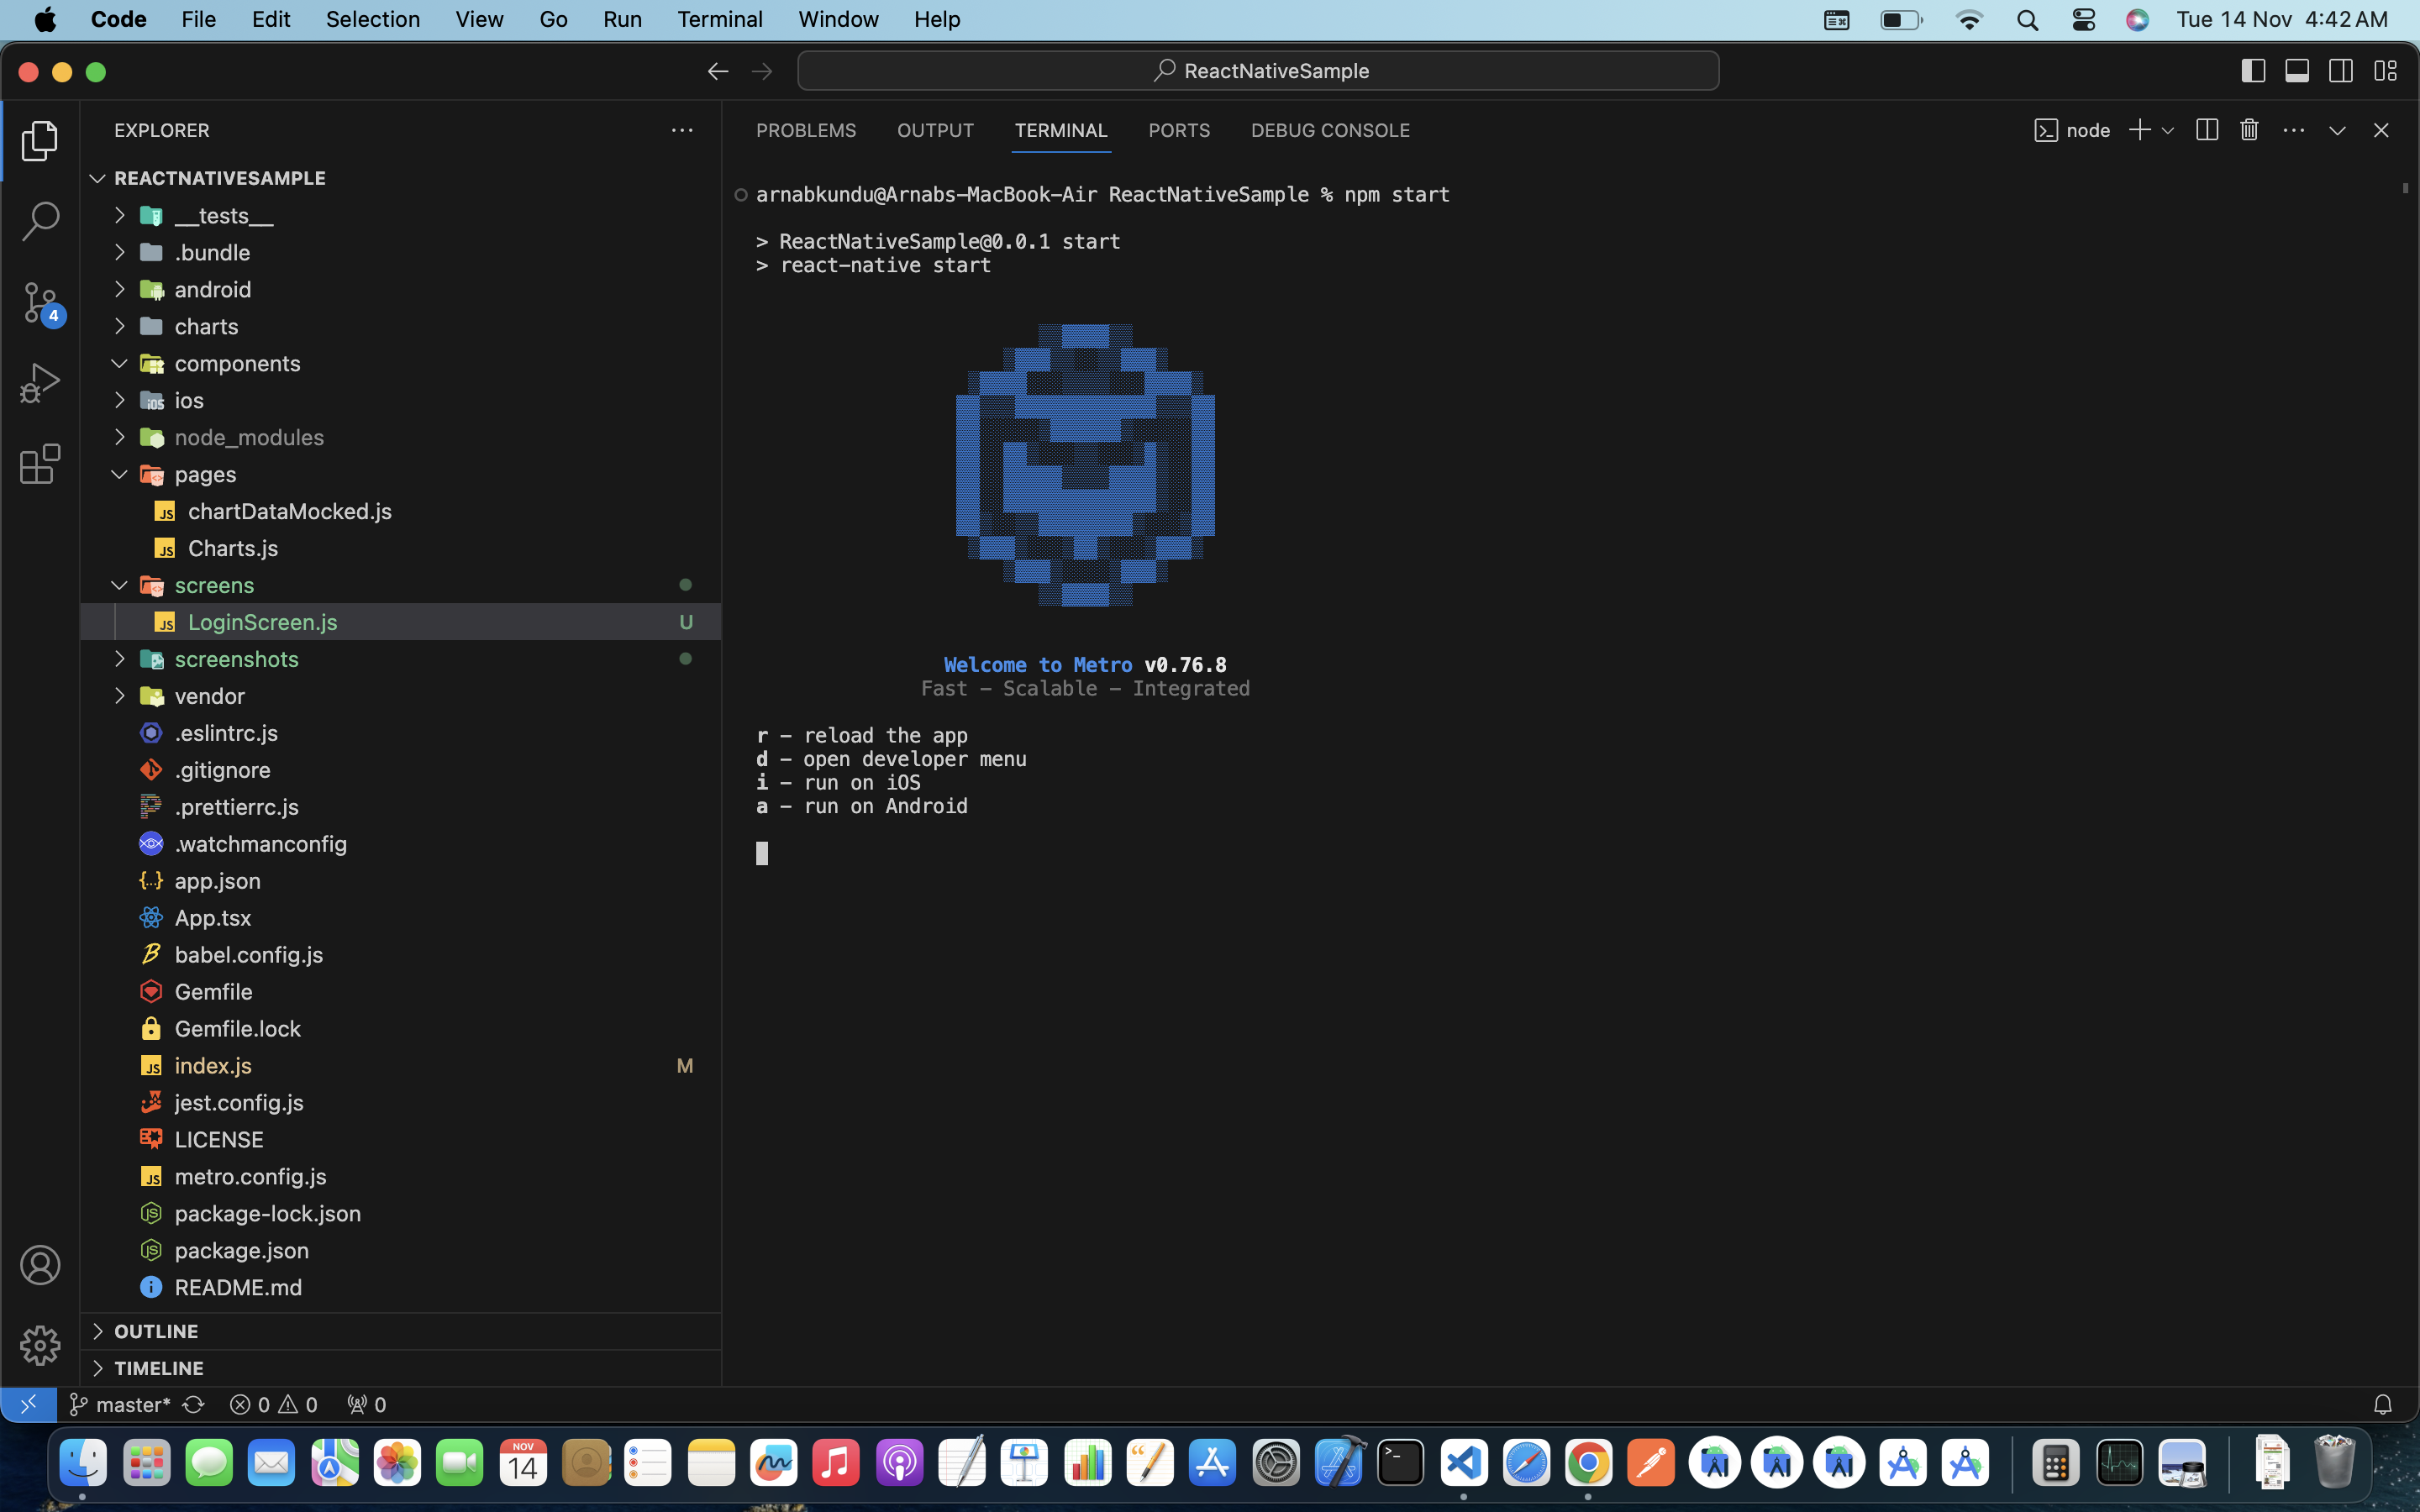 Code File Edit Selection View Go Run Terminal Window Help Tue 14 Nov 4:42 AM
ReactNativeSample
EXPLORER
REACTNATIVESAMPLE
__tests__
.bundle
android
charts
components
ios
node_modules
pages
chartDataMocked.js
Charts.js
screens
LoginScreen.js U
screenshots
vendor
.eslintrc.js
.gitignore
.prettierrc.js
.watchmanconfig
app.json
App.tsx
babel.config.js
Gemfile
Gemfile.lock
index.js M
jest.config.js
LICENSE
metro.config.js
package-lock.json
package.json
README.md
OUTLINE
TIMELINE
4
PROBLEMS OUTPUT TERMINAL PORTS DEBUG CONSOLE node
arnabkundu@Arnabs-MacBook-Air ReactNativeSample % npm start
> ReactNativeSample@0.0.1 start
> react-native start
Welcome to Metro v0.76.8
Fast - Scalable - Integrated
r - reload the app
d - open developer menu
i - run on iOS
a - run on Android
master* 0 0 0
NOV
14